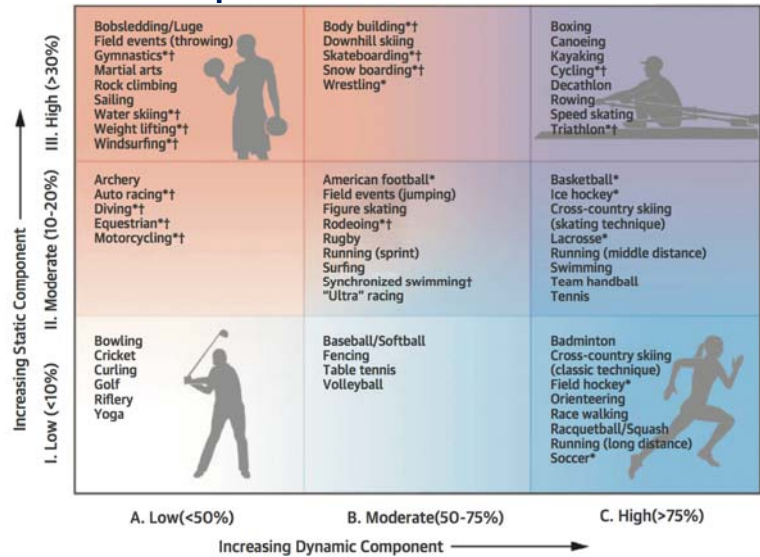 Bobsledding/Luge
Field events (throwing)
Gymnastics*†
Martial arts
Rock climbing
Sailing
Water skiing*†
Weight lifting*†
Windsurfing*†
Body building*†
Downhill skiing
Skateboarding*†
Snow boarding*†
Wrestling*
Boxing
Canoeing
Kayaking
Cycling*†
Decathlon
Rowing
Speed skating
Triathlon*†
III. High (>30%)
Archery
Auto racing*†
Diving*†
Equestrian*†
Motorcycling*†
American football*
Field events (jumping)
Figure skating
Rodeoing*†
Rugby
Running (sprint)
Surfing
Synchronized swimming†
"Ultra" racing
Basketball*
Ice hockey*
Cross-country skiing
(skating technique)
Lacrosse*
Running (middle distance)
Swimming
Team handball
Tennis
II. Moderate (10-20%)
Bowling
Cricket
Curling
Golf
Riflery
Yoga
Baseball/Softball
Fencing
Table tennis
Volleyball
Badminton
Cross-country skiing
(classic technique)
Field hockey*
Orienteering
Race walking
Racquetball/Squash
Running (long distance)
Soccer*
I. Low (<10%)
Increasing Static Component
A. Low(<50%)
B. Moderate(50-75%)
C. High(>75%)
Increasing Dynamic Component